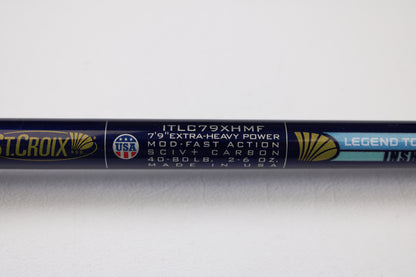 ST.CROIX
USA
ITLC79XHMF
7'9" EXTRA-HEAVY POWER
MOD-FAST ACTION
SCIV+ CARBON
40-80LB. 2-6 OZ.
MADE IN USA
LEGEND TO
INSH